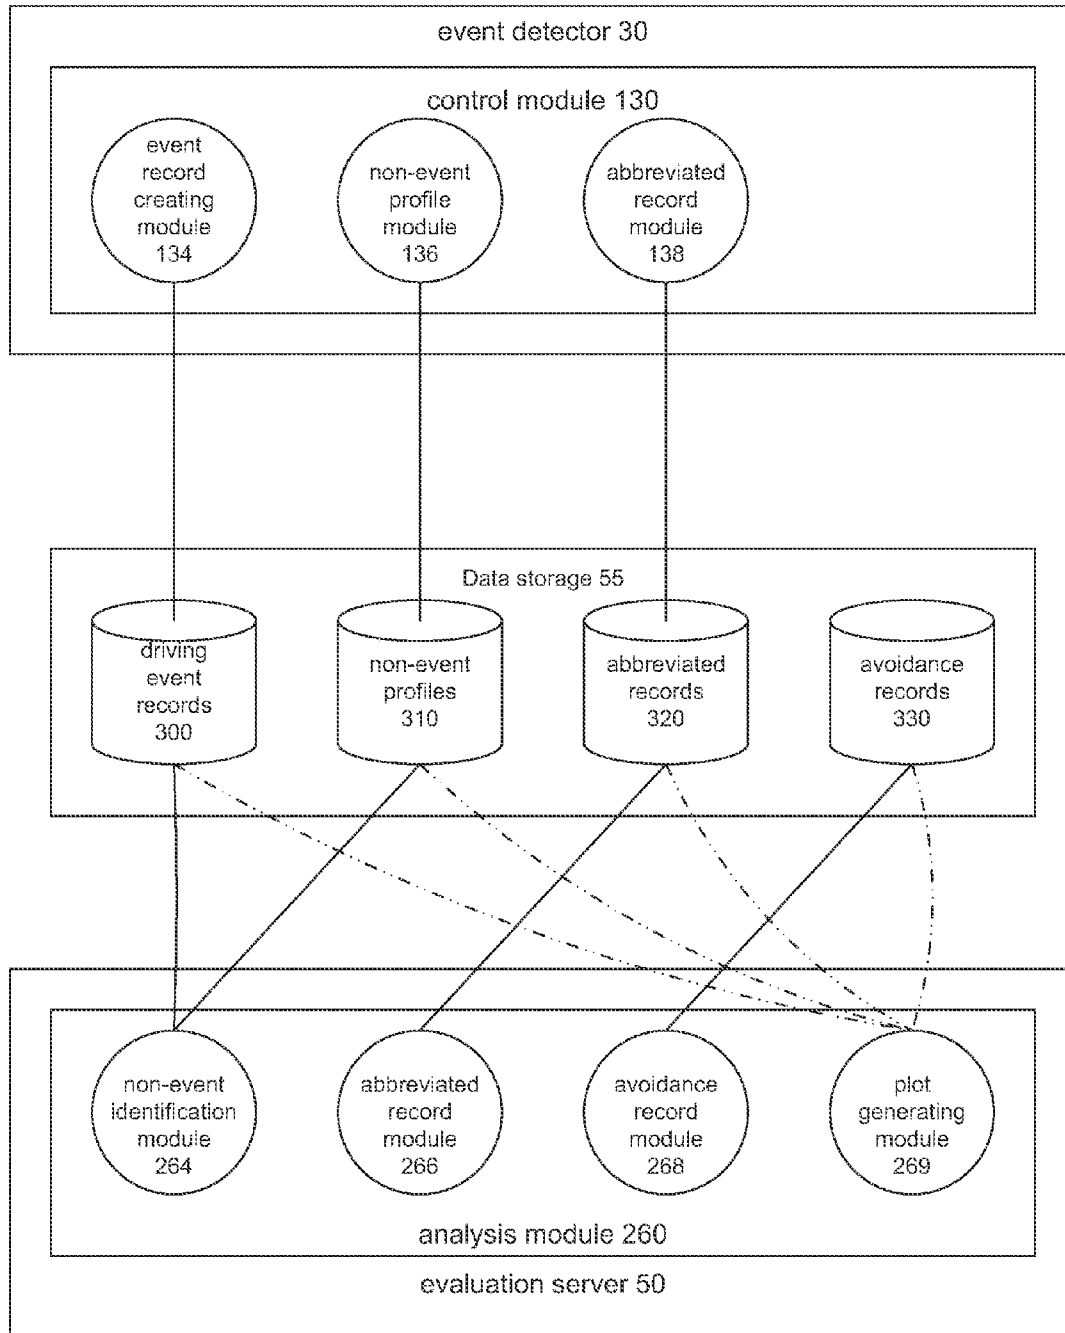 event detector 30
control module 130
event
record
creating
module
134
non-event
profile
module
136
abbreviated
record
module
138
Data storage 55
driving
event
records
300
non-event
profiles
310
abbreviated
records
320
avoidance
records
330
non-event
identification
module
264
abbreviated
record
module
266
avoidance
record
module
268
plot
generating
module
269
analysis module 260
evaluation server 50